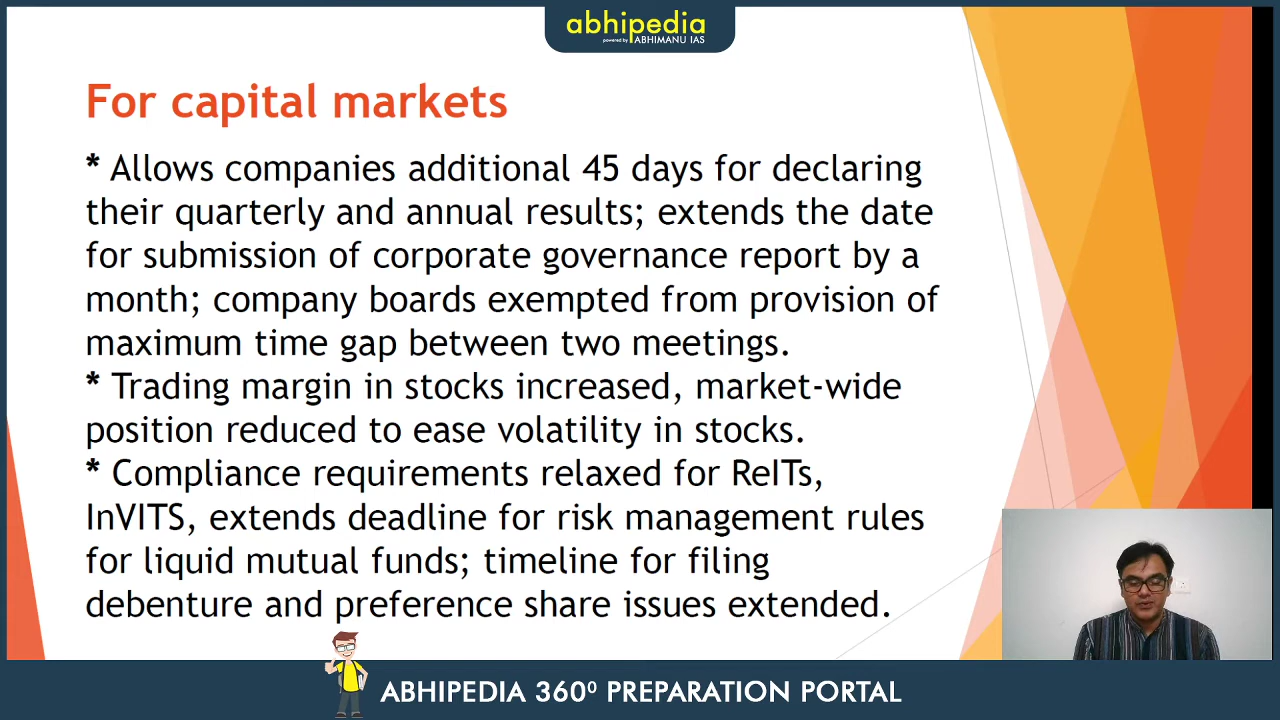 abhipedia
powered by ABHIMANU IAS
For capital markets
* Allows companies additional 45 days for declaring
their quarterly and annual results; extends the date
for submission of corporate governance report by a
month; company boards exempted from provision of
maximum time gap between two meetings.
* Trading margin in stocks increased, market-wide
position reduced to ease volatility in stocks.
* Compliance requirements relaxed for ReITs,
InVITS, extends deadline for risk management rules
for liquid mutual funds; timeline for filing
debenture and preference share issues extended.
ABHIPEDIA 360⁰ PREPARATION PORTAL